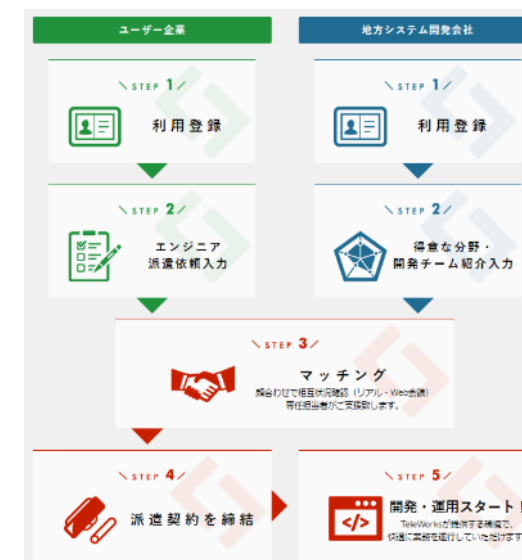 ユーザー企業
地方システム開発会社
STEP 1
利用登録
STEP 1
利用登録
STEP 2
エンジニア
派遣依頼入力
STEP 2
得意な分野・
開発チーム紹介入力
STEP 3
マッチング
顔合わせで相互状況確認（リアル・Web会議）
専任担当者がご支援致します。
STEP 4
派遣契約を締結
STEP 5
</>
開発・運用スタート！
TeleWorksが提供する環境で、
快適に業務を遂行していただけます